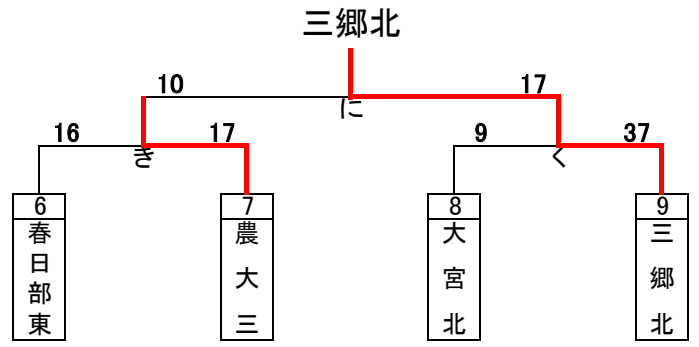 三郷北
10 17
に
16 17 9 37
き く
6 7 8 9
春日部東 農大三 大宮北 三郷北